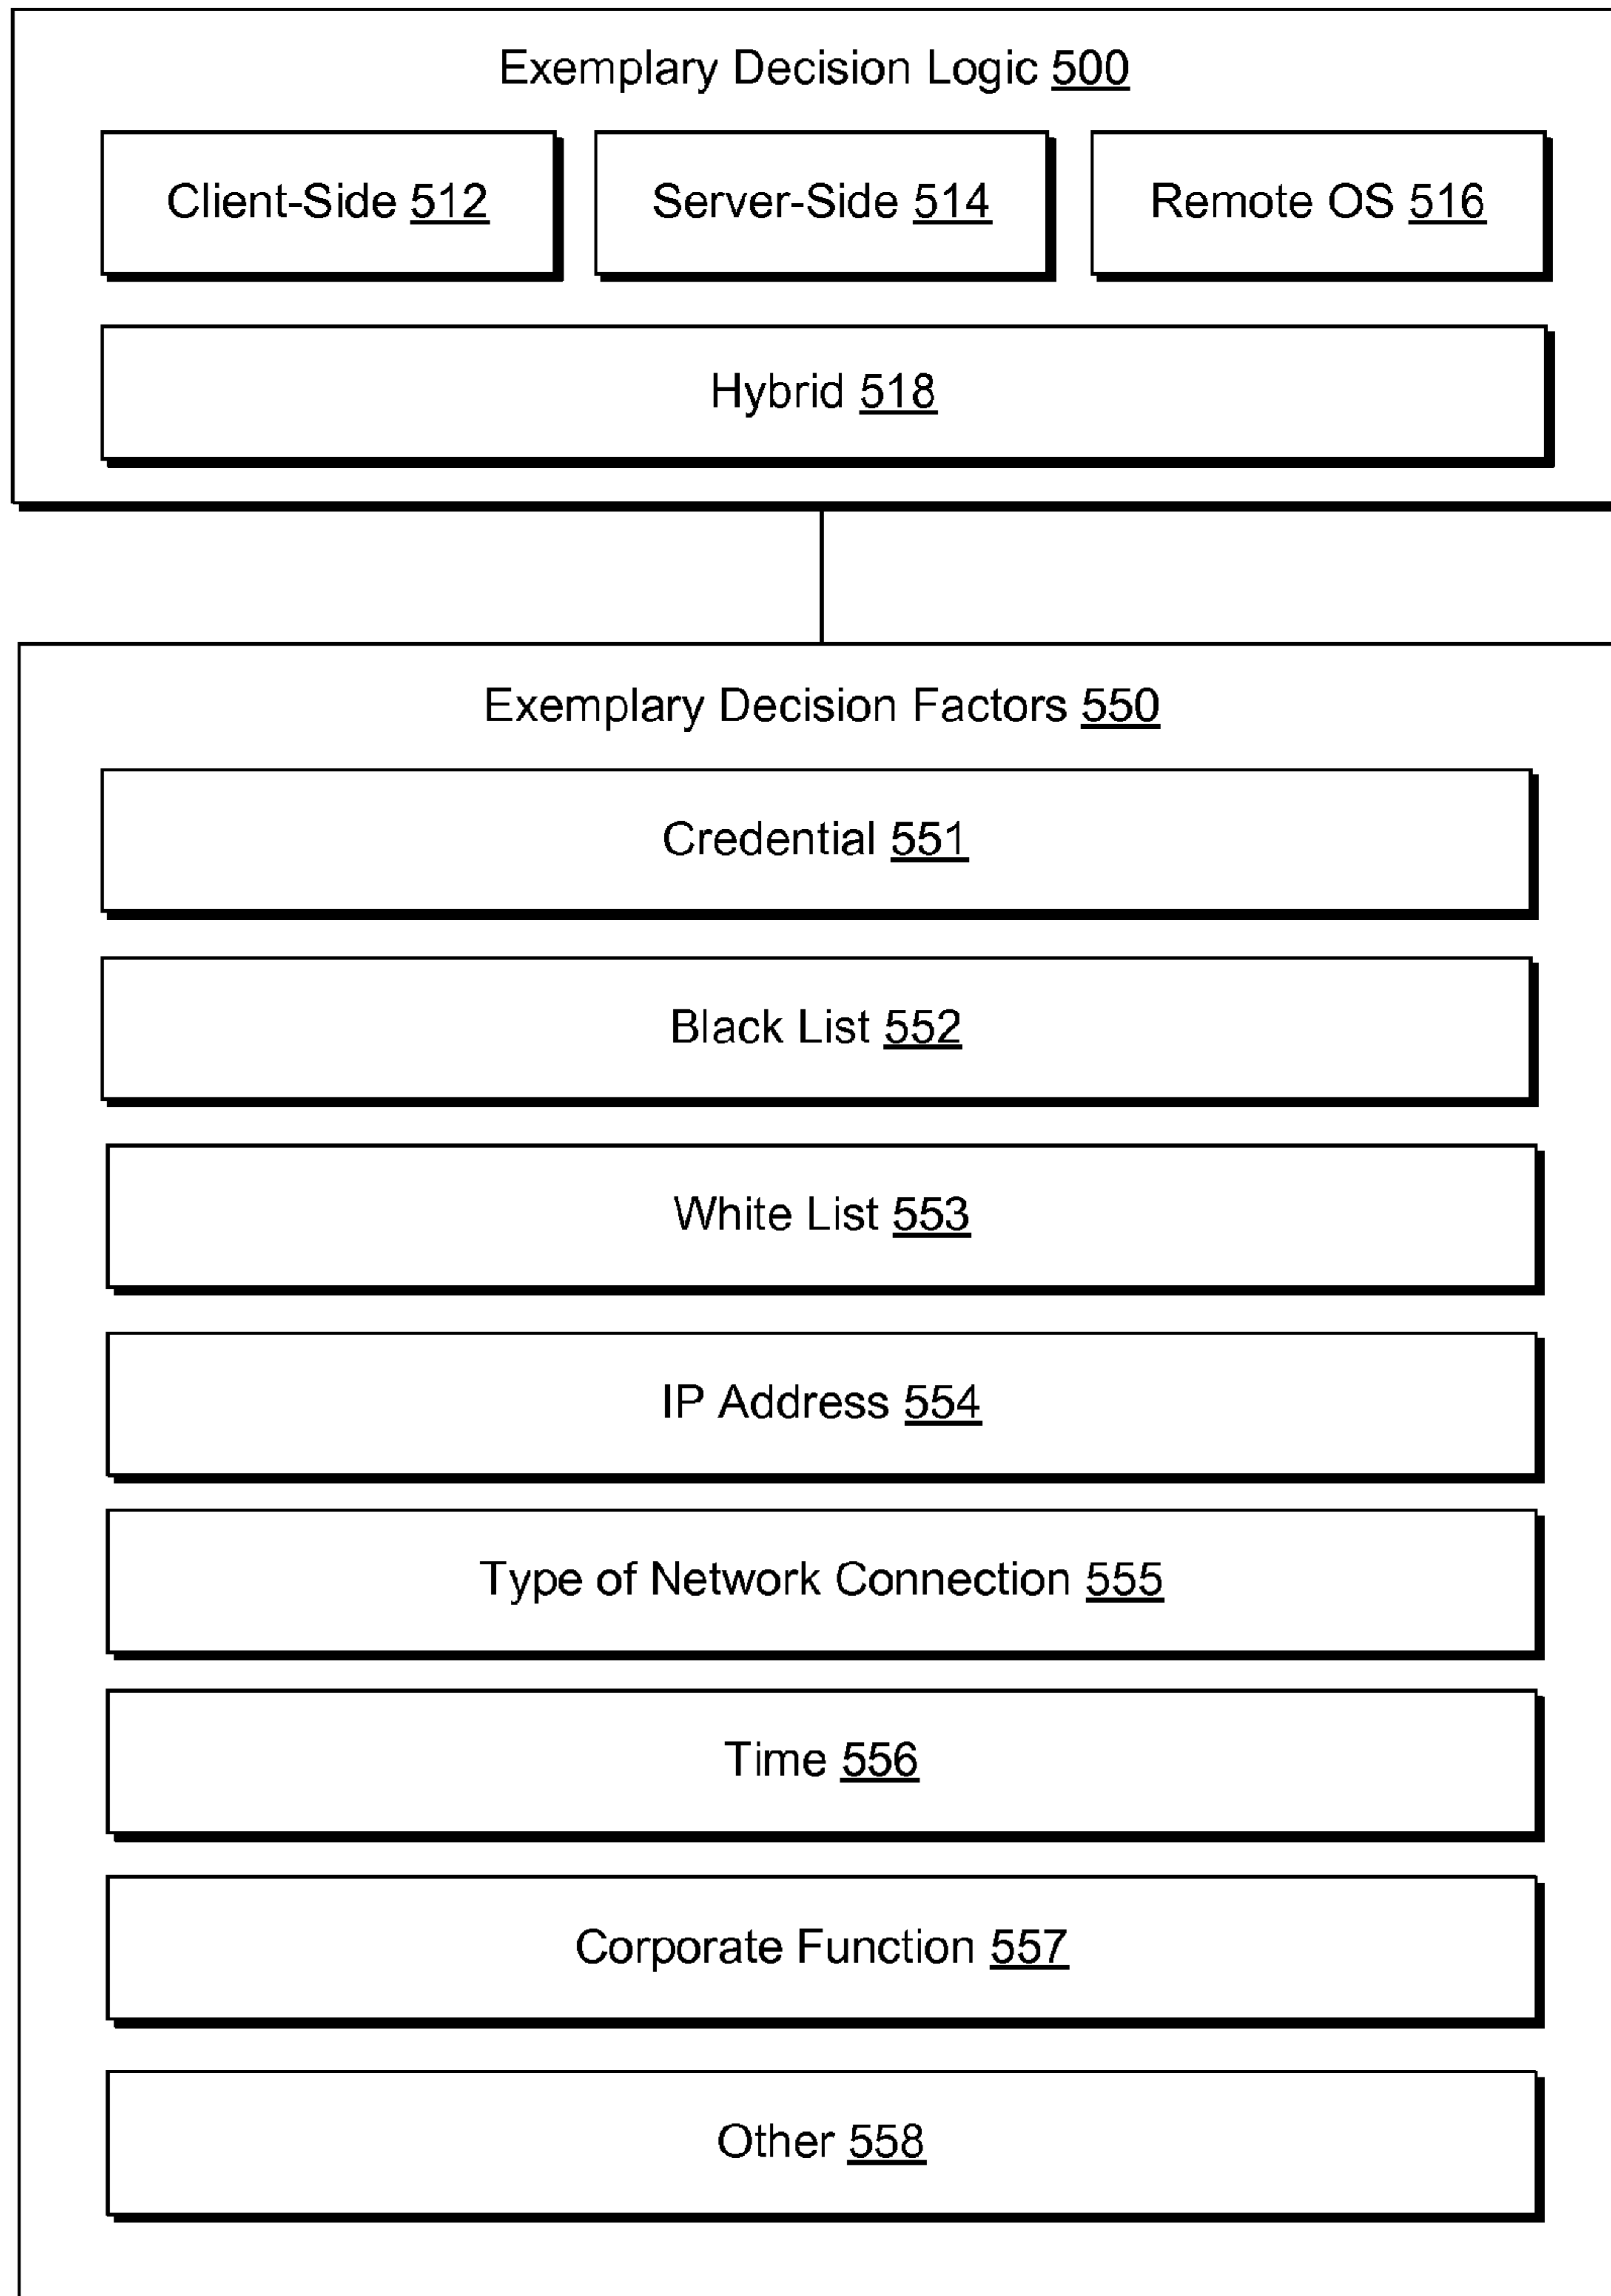 Exemplary Decision Logic 500
Client-Side 512
Server-Side 514
Remote OS 516
Hybrid 518
Exemplary Decision Factors 550
Credential 551
Black List 552
White List 553
IP Address 554
Type of Network Connection 555
Time 556
Corporate Function 557
Other 558